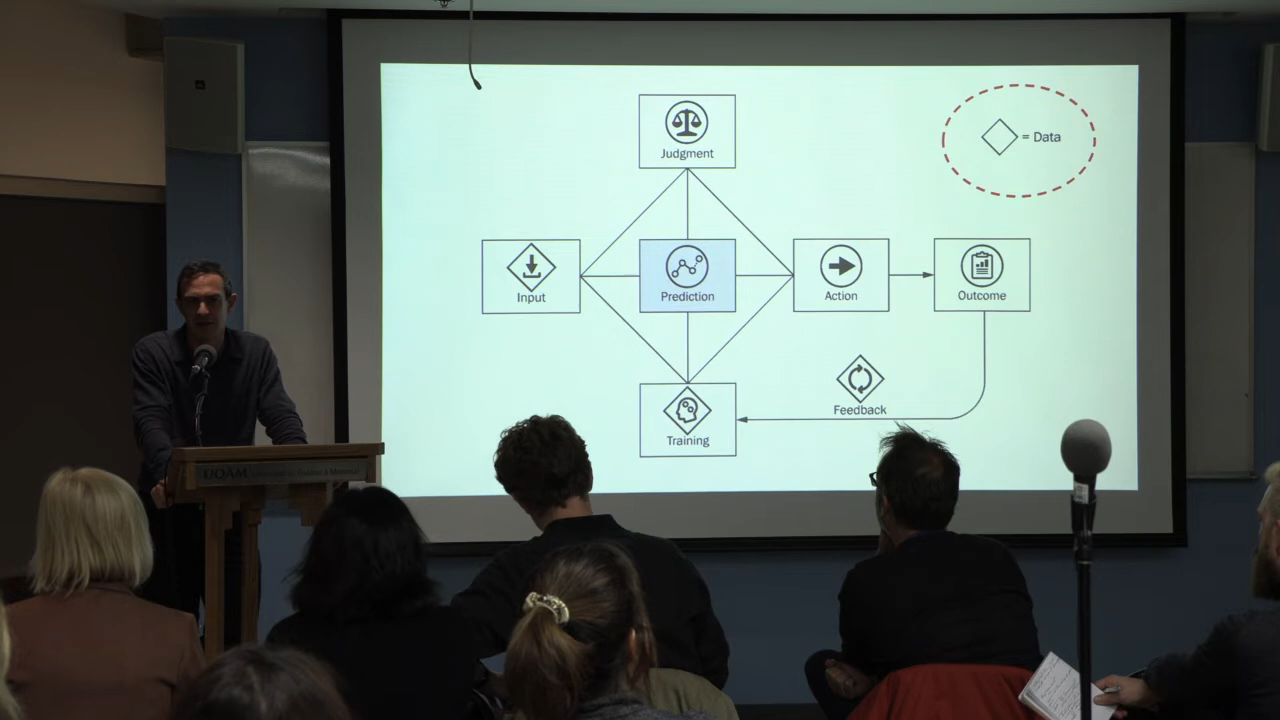 Judgment
= Data
Input
Prediction
Action
Outcome
Feedback
Training
UQAM